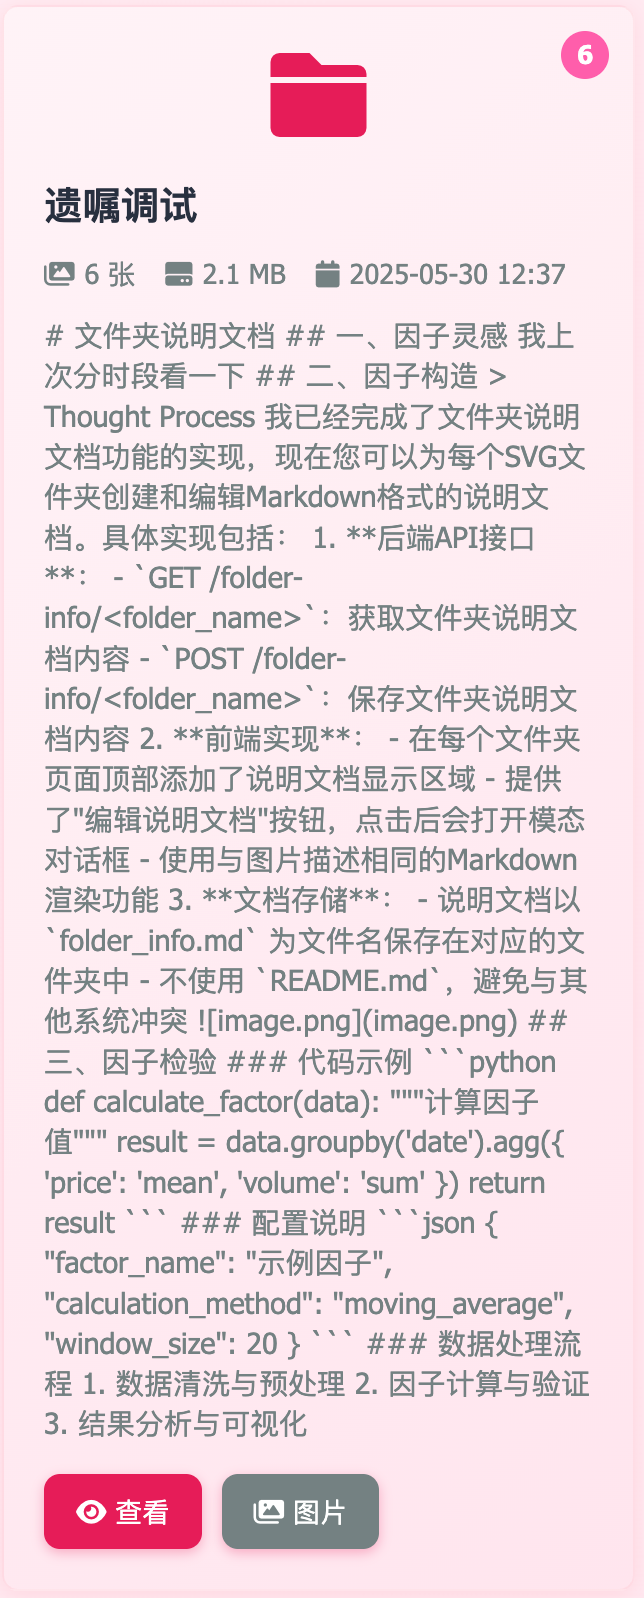 6
遗嘱调试
6 张 2.1 MB 2025-05-30 12:37
# 文件夹说明文档 ## 一、因子灵感 我上
次分时段看一下 ## 二、因子构造 >
Thought Process 我已经完成了文件夹说明
文档功能的实现，现在您可以为每个SVG文
件夹创建和编辑Markdown格式的说明文
档。具体实现包括： 1. **后端API接口
**： - `GET /folder-
info/<folder_name>`：获取文件夹说明文
档内容 - `POST /folder-
info/<folder_name>`：保存文件夹说明文
档内容 2. **前端实现**： - 在每个文件夹
页面顶部添加了说明文档显示区域 - 提供
了"编辑说明文档"按钮，点击后会打开模态
对话框 - 使用与图片描述相同的Markdown
渲染功能 3. **文档存储**： - 说明文档以
`folder_info.md` 为文件名保存在对应的文
件夹中 - 不使用 `README.md`，避免与其
他系统冲突 ![image.png](image.png) ##
三、因子检验 ### 代码示例 ```python
def calculate_factor(data): """计算因子
值""" result = data.groupby('date').agg({
'price': 'mean', 'volume': 'sum' }) return
result ``` ### 配置说明 ```json {
"factor_name": "示例因子",
"calculation_method": "moving_average",
"window_size": 20 } ``` ### 数据处理流
程 1. 数据清洗与预处理 2. 因子计算与验证
3. 结果分析与可视化
查看 图片